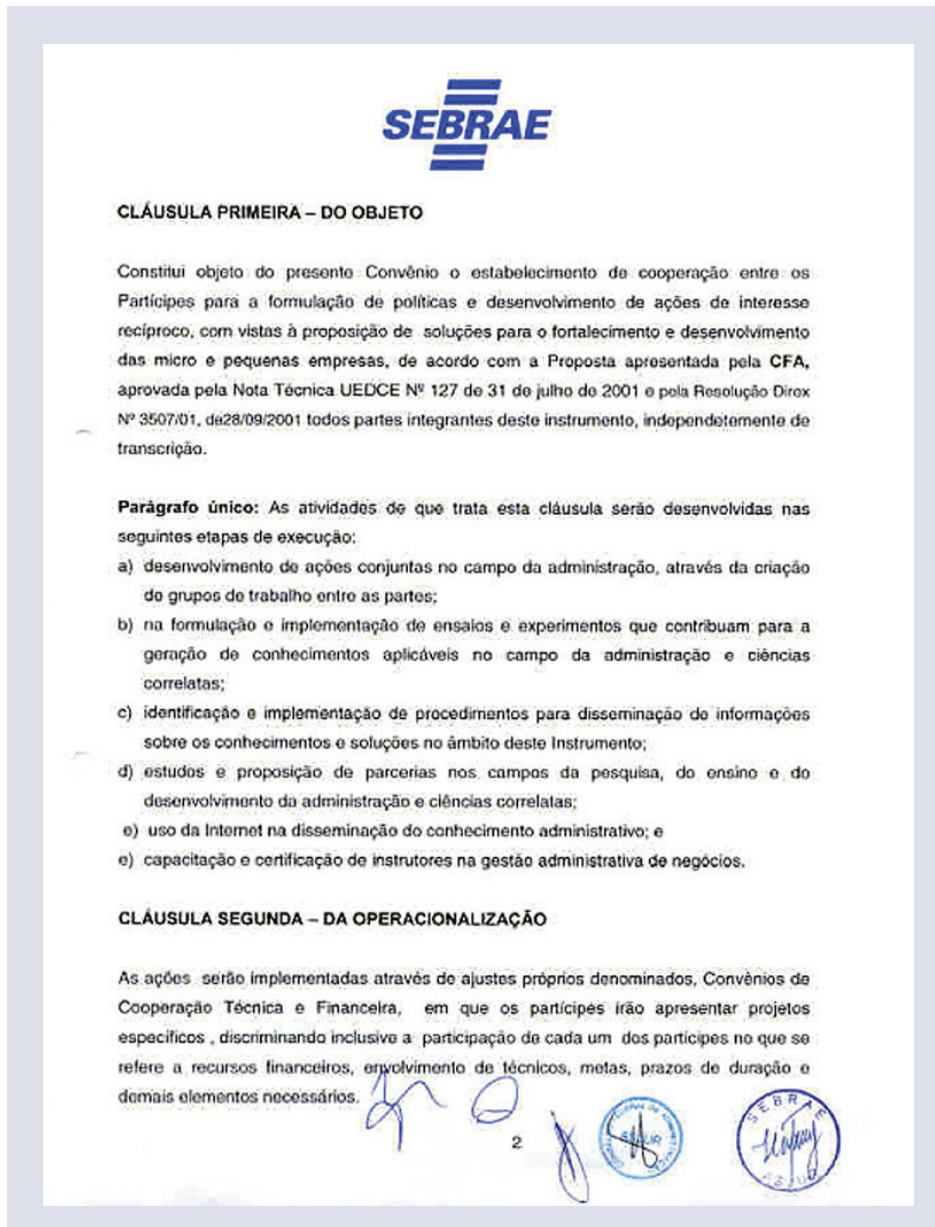 SEBRAE
CLÁUSULA PRIMEIRA – DO OBJETO
Constitui objeto do presente Convênio o estabelecimento de cooperação entre os
Partícipes para a formulação de políticas e desenvolvimento de ações de interesse
recíproco, com vistas à proposição de soluções para o fortalecimento e desenvolvimento
das micro e pequenas empresas, de acordo com a Proposta apresentada pela CFA,
aprovada pela Nota Técnica UEDCE Nº 127 de 31 de julho de 2001 e pela Resolução Direx
Nº 3507/01, de28/09/2001 todos partes integrantes deste instrumento, independetemente de
transcrição.
Parágrafo único: As atividades de que trata esta cláusula serão desenvolvidas nas
seguintes etapas de execução:
a) desenvolvimento de ações conjuntas no campo da administração, através da criação
de grupos de trabalho entre as partes;
b) na formulação e implementação de ensaios e experimentos que contribuam para a
geração de conhecimentos aplicáveis no campo da administração e ciências
correlatas;
c) identificação e implementação de procedimentos para disseminação de informações
sobre os conhecimentos e soluções no âmbito deste Instrumento;
d) estudos e proposição de parcerias nos campos da pesquisa, do ensino e do
desenvolvimento da administração e ciências correlatas;
e) uso da Internet na disseminação do conhecimento administrativo; e
e) capacitação e certificação de instrutores na gestão administrativa de negócios.
CLÁUSULA SEGUNDA – DA OPERACIONALIZAÇÃO
As ações serão implementadas através de ajustes próprios denominados, Convênios de
Cooperação Técnica e Financeira, em que os partícipes irão apresentar projetos
específicos , discriminando inclusive a participação de cada um dos partícipes no que se
refere a recursos financeiros, envolvimento de técnicos, metas, prazos de duração e
demais elementos necessários.
2
SEBRAE